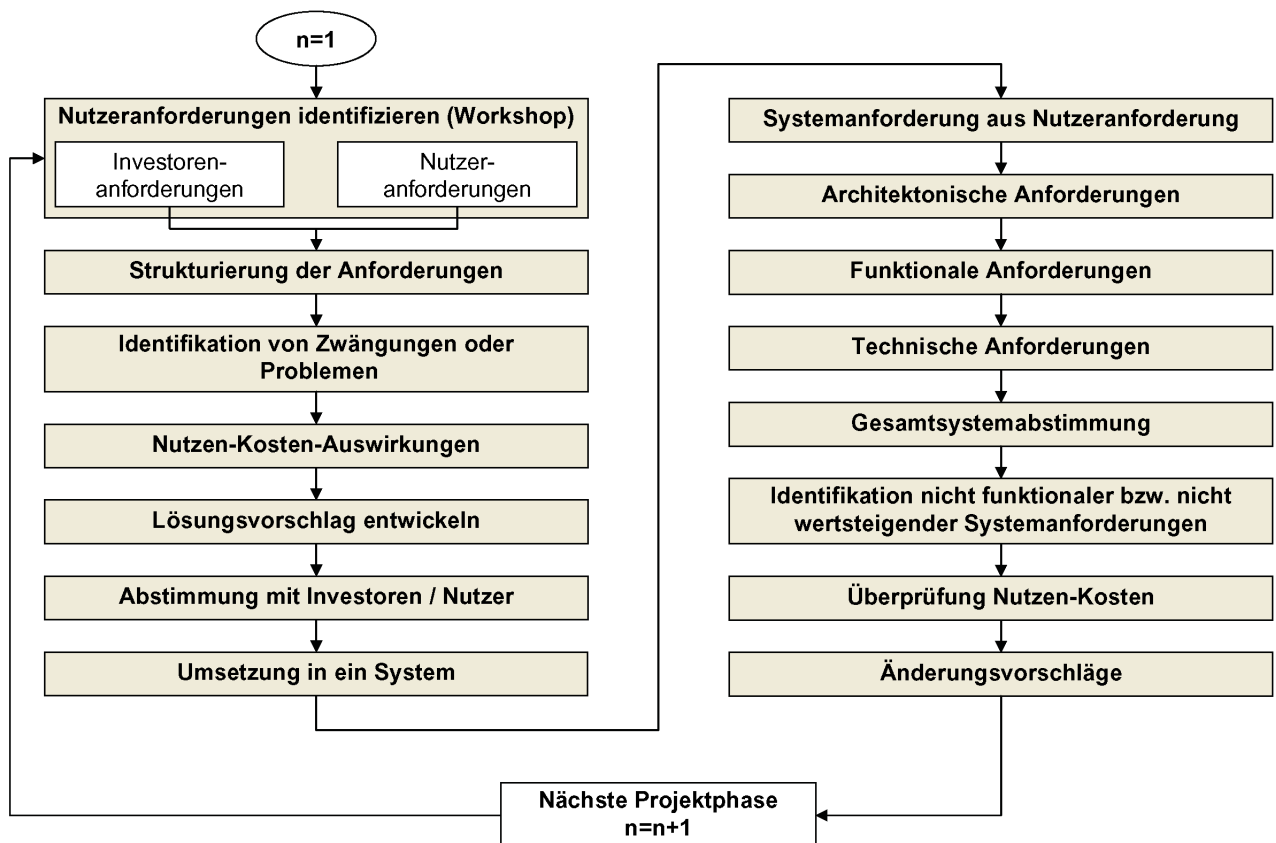 n=1
Nutzeranforderungen identifizieren (Workshop)
Investoren-
anforderungen
Nutzer-
anforderungen
Strukturierung der Anforderungen
Identifikation von Zwängungen oder
Problemen
Nutzen-Kosten-Auswirkungen
Lösungsvorschlag entwickeln
Abstimmung mit Investoren / Nutzer
Umsetzung in ein System
Systemanforderung aus Nutzeranforderung
Architektonische Anforderungen
Funktionale Anforderungen
Technische Anforderungen
Gesamtsystemabstimmung
Identifikation nicht funktionaler bzw. nicht
wertsteigender Systemanforderungen
Überprüfung Nutzen-Kosten
Änderungsvorschläge
Nächste Projektphase
n=n+1